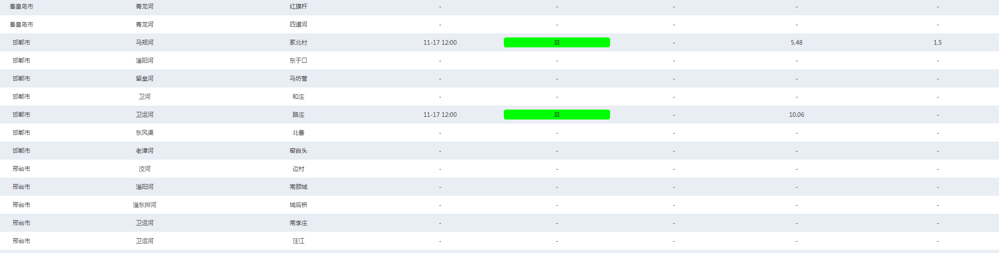 秦皇岛市 青龙河 红旗杆 - - - - -
秦皇岛市 青龙河 四道河 - - - - -
邯郸市 马颊河 冢北村 11-17 12:00 III - 5.48 1.5
邯郸市 滏阳河 东于口 - - - - -
邯郸市 留垒河 马坊营 - - - - -
邯郸市 卫河 和庄 - - - - -
邯郸市 卫运河 路庄 11-17 12:00 III - 10.06 -
邯郸市 东风渠 北善 - - - - -
邯郸市 老漳河 窑自头 - - - - -
邢台市 洨河 边村 - - - - -
邢台市 滏阳河 南顾城 - - - - -
邢台市 滏东排河 城后桥 - - - - -
邢台市 卫运河 南李庄 - - - - -
邢台市 卫运河 汪江 - - - - -